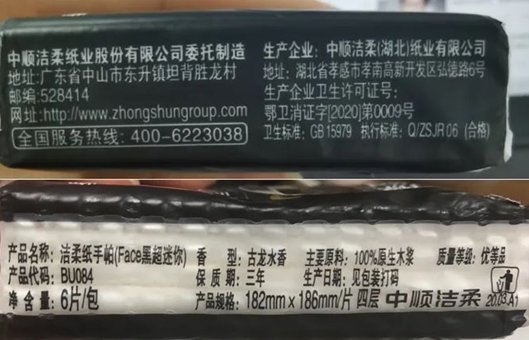 中顺洁柔纸业股份有限公司委托制造
地址:广东省中山市东升镇坦背胜龙村
邮编:528414
网址:http://www.zhongshungroup.com
全国服务热线: 400-6223038
生产企业: 中顺洁柔(湖北)纸业有限公司
地址:湖北省孝感市孝南高新开发区弘德路6号
生产企业卫生许可证号:
鄂卫消证字[2020]第0009号
卫生标准: GB 15979 执行标准: Q/ZSJR 06 (合格)
产品名称: 洁柔纸手帕(Face黑超迷你) 香 型: 古龙水香 主要原料: 100%原生木浆 质量等级: 优等品
产品代码: BU084 保 质 期: 三年 生产日期: 见包装打码
净 含 量: 6片/包 产品规格: 182mm x 186mm/片 四层 中顺洁柔 20.03.A1